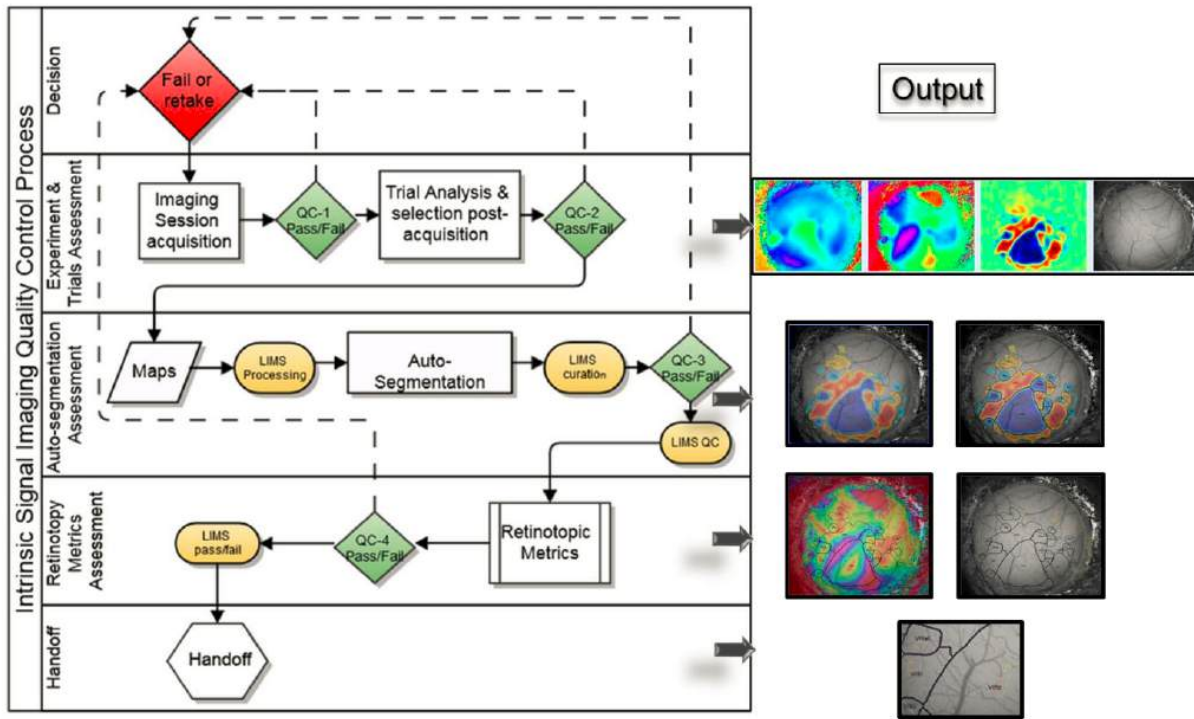 Intrinsic Signal Imaging Quality Control Process
Decision
Fail or
retake
Output
Experiment &
Trials Assessment
Imaging
Session
acquisition
QC-1
Pass/Fail
Trial Analysis &
selection post-
acquisition
QC-2
Pass/Fail
Auto-segmentation
Assessment
Maps
LIMS
Processing
Auto-
Segmentation
LIMS
curation
QC-3
Pass/Fail
LIMS QC
Retinotopy
Metrics
Assessment
LIMS
pass/fail
QC-4
Pass/Fail
Retinotopic
Metrics
Handoff
Handoff